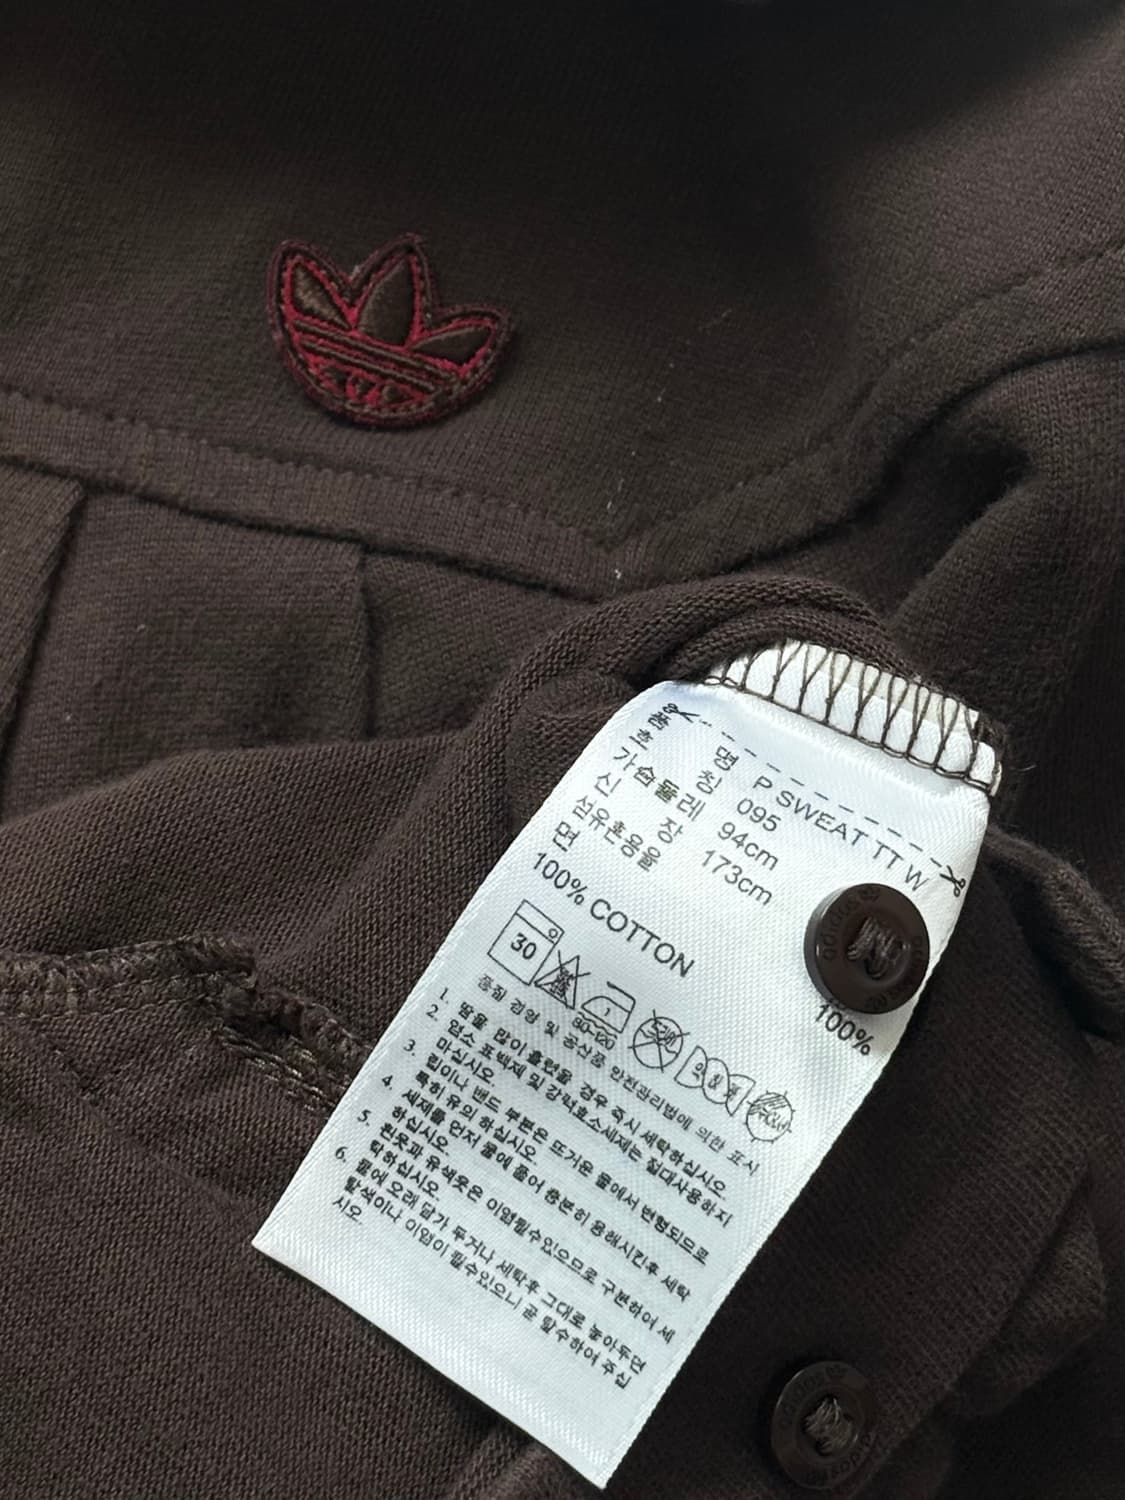 품 명 P SWEAT TT W
호 칭 095
가슴둘레 94cm
신 장 173cm
섬유혼용율
면 100%
100% COTTON
30
80~120
품질 경영 및 공산품 안전관리법에 의한 표시
1. 땀을 많이 흘렸을 경우 즉시 세탁하십시오.
2. 염소 표백제 및 강력효소세제는 절대사용하지
마십시오.
3. 립이나 밴드 부분은 뜨거운 물에서 변형되므로
특히 유의 하십시오.
4. 세제를 먼저 물에 풀어 충분히 용해시킨후 세탁
하십시오.
5. 흰옷과 유색옷은 이염될수있으므로 구분하여 세
탁하십시오.
6. 물에 오래 담가 두거나 세탁후 그대로 놓아두면
탈색이나 이염이 될수있으니 곧 탈수하여 주십
시오.
adidas